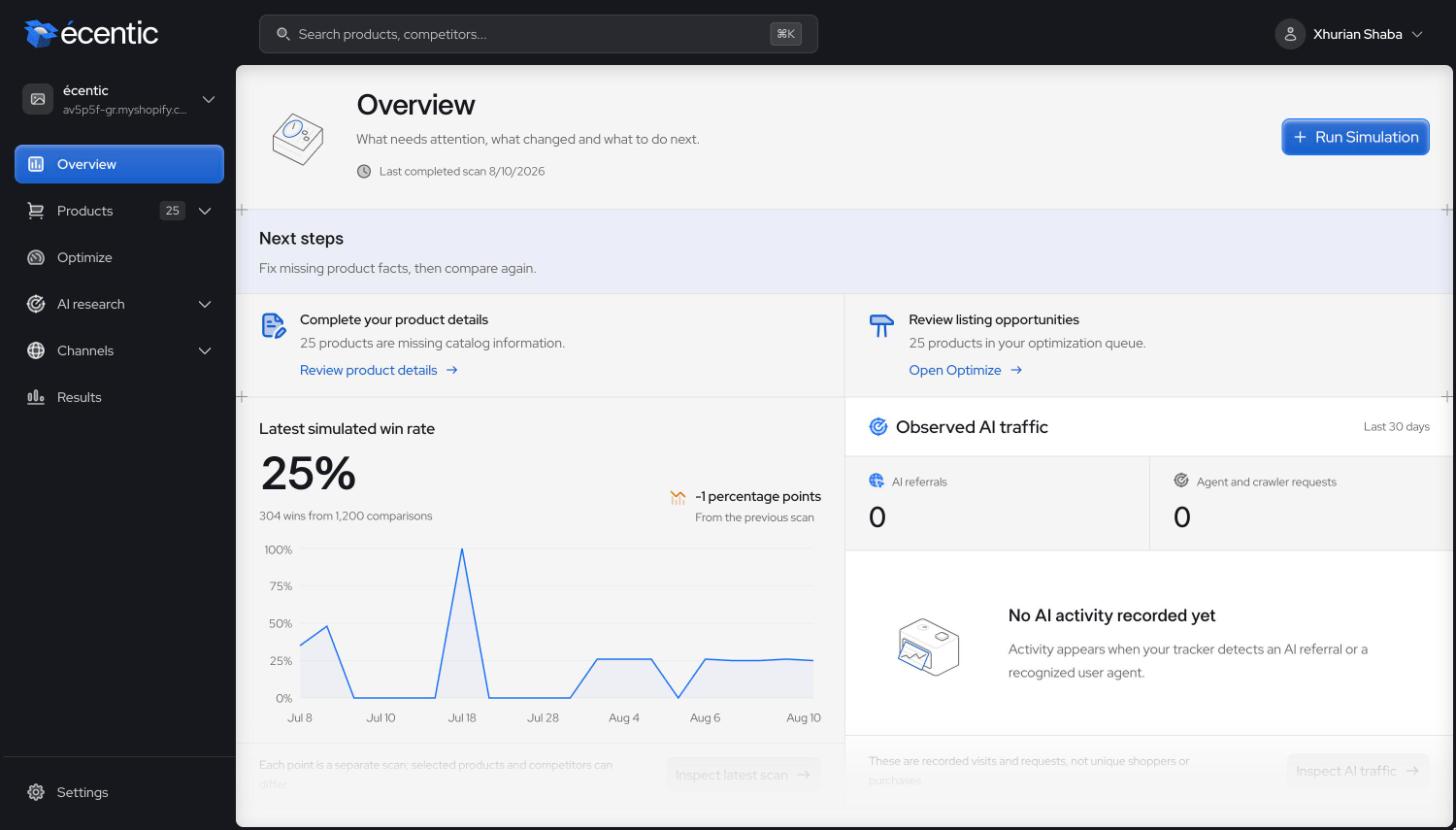 écentic
Search products, competitors...
⌘K
Xhurian Shaba
écentic
av5p5f-gr.myshopify.c...
Overview
Products
25
Optimize
AI research
Channels
Results
Settings
Overview
What needs attention, what changed and what to do next.
Last completed scan 8/10/2026
+ Run Simulation
Next steps
Fix missing product facts, then compare again.
Complete your product details
25 products are missing catalog information.
Review product details →
Review listing opportunities
25 products in your optimization queue.
Open Optimize →
Latest simulated win rate
25%
304 wins from 1,200 comparisons
-1 percentage points
From the previous scan
100%
75%
50%
25%
0%
Jul 8 Jul 10 Jul 18 Jul 28 Aug 4 Aug 6 Aug 10
Each point is a separate scan; selected products and competitors can
differ.
Inspect latest scan →
Observed AI traffic
Last 30 days
AI referrals
0
Agent and crawler requests
0
No AI activity recorded yet
Activity appears when your tracker detects an AI referral or a
recognized user agent.
These are recorded visits and requests, not unique shoppers or
purchases.
Inspect AI traffic →